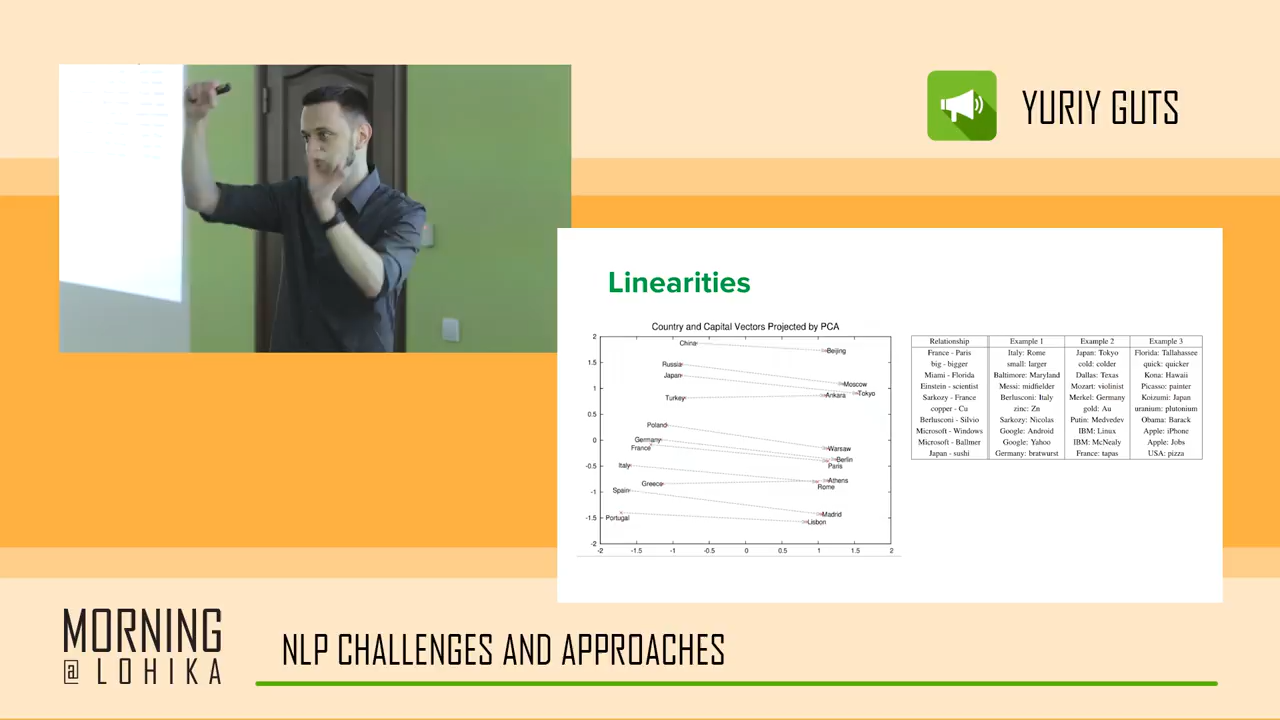 YURIY GUTS
Linearities
Country and Capital Vectors Projected by PCA
2
1.5
1
0.5
0
-0.5
-1
-1.5
-2
-2 -1.5 -1 -0.5 0 0.5 1 1.5 2
China Beijing
Russia Moscow
Japan Tokyo
Turkey Ankara
Poland Warsaw
Germany Berlin
France Paris
Italy Rome
Greece Athens
Spain Madrid
Portugal Lisbon
Relationship Example 1 Example 2 Example 3
France - Paris Italy: Rome Japan: Tokyo Florida: Tallahassee
big - bigger small: larger cold: colder quick: quicker
Miami - Florida Baltimore: Maryland Dallas: Texas Kona: Hawaii
Einstein - scientist Messi: midfielder Mozart: violinist Picasso: painter
Sarkozy - France Berlusconi: Italy Merkel: Germany Koizumi: Japan
copper - Cu zinc: Zn gold: Au uranium: plutonium
Berlusconi - Silvio Sarkozy: Nicolas Putin: Medvedev Obama: Barack
Microsoft - Windows Google: Android IBM: Linux Apple: iPhone
Microsoft - Ballmer Google: Yahoo IBM: McNealy Apple: Jobs
Japan - sushi Germany: bratwurst France: tapas USA: pizza
MORNING
@ LOHIKA
NLP CHALLENGES AND APPROACHES